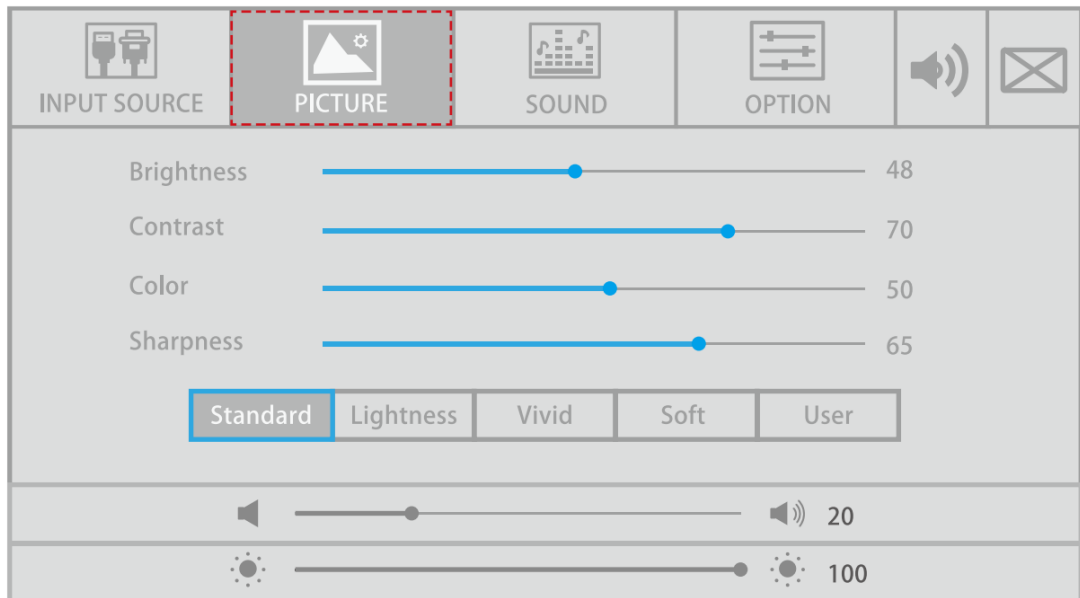 INPUT SOURCE PICTURE SOUND OPTION
Brightness 48
Contrast 70
Color 50
Sharpness 65
Standard Lightness Vivid Soft User
20
100